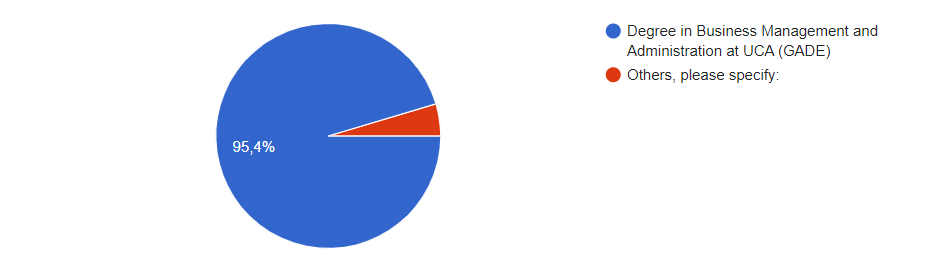 Degree in Business Management and
Administration at UCA (GADE)
Others, please specify:
95,4%